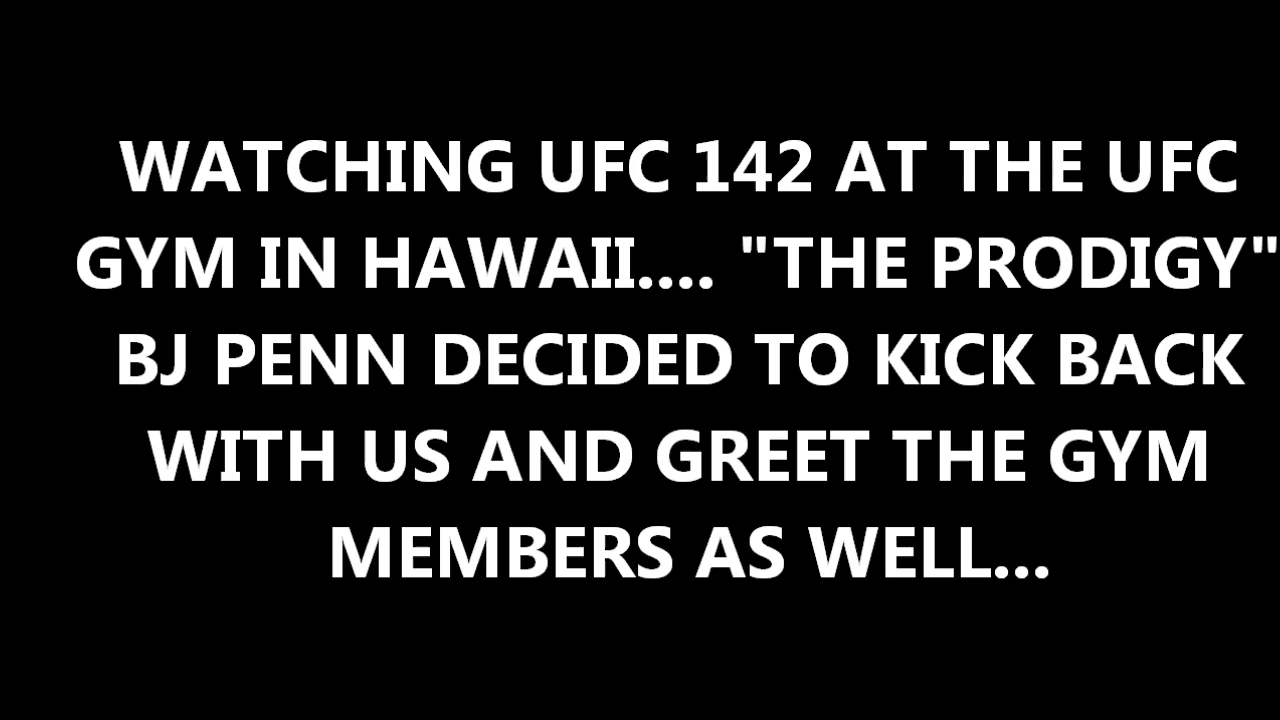 WATCHING UFC 142 AT THE UFC
GYM IN HAWAII.... "THE PRODIGY"
BJ PENN DECIDED TO KICK BACK
WITH US AND GREET THE GYM
MEMBERS AS WELL...